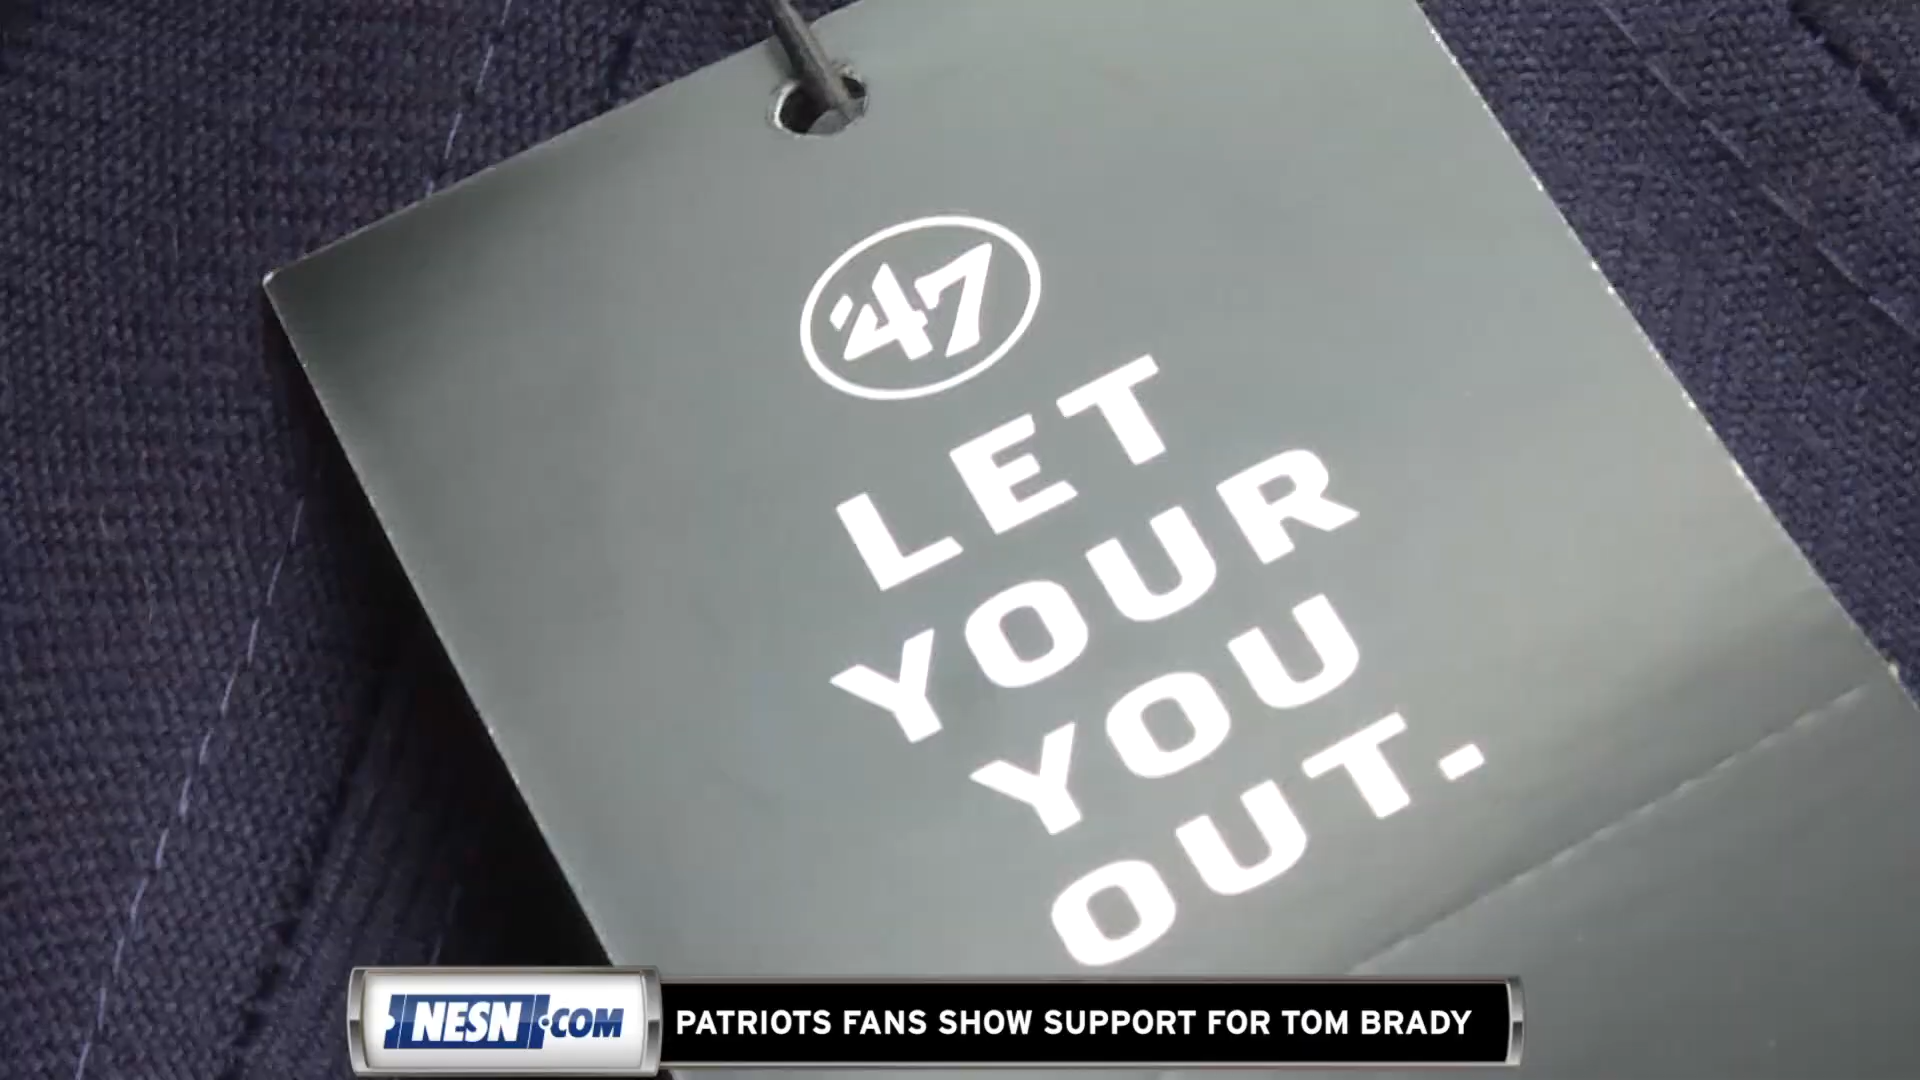 '47
LET
YOUR
YOU
OUT.
NESN.COM
PATRIOTS FANS SHOW SUPPORT FOR TOM BRADY